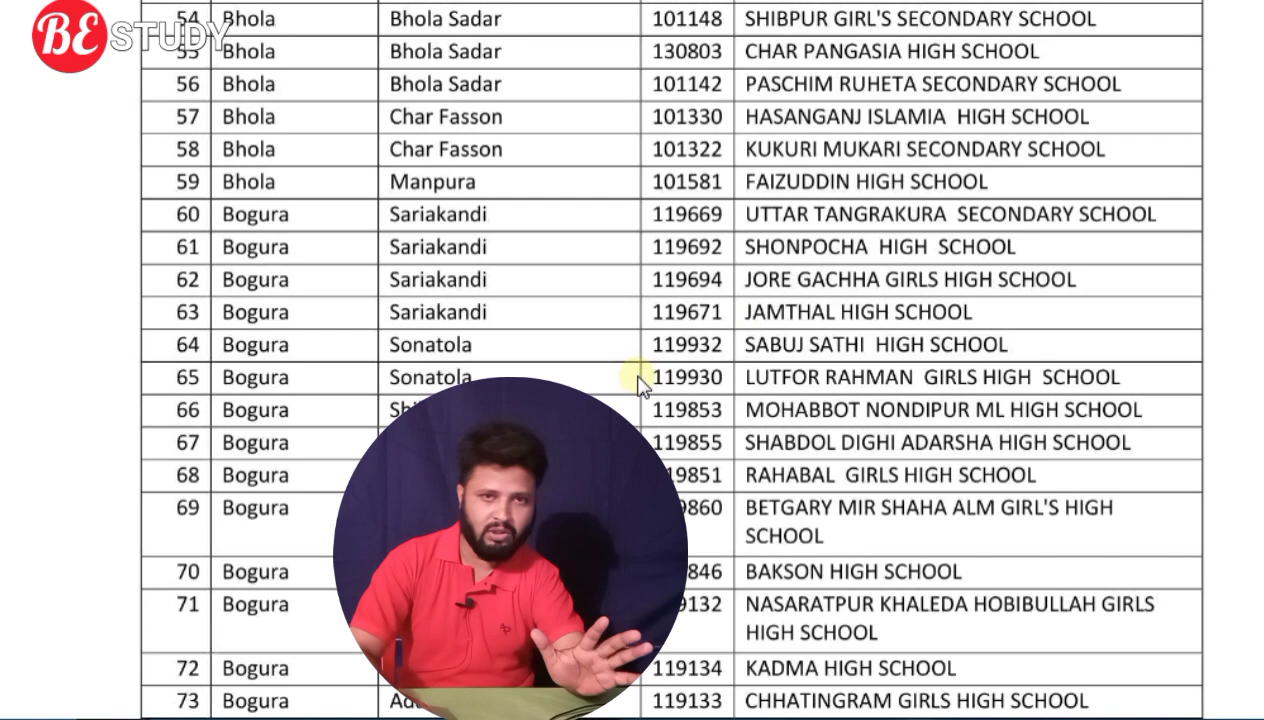 BE STUDY
54 Bhola Bhola Sadar 101148 SHIBPUR GIRL'S SECONDARY SCHOOL
55 Bhola Bhola Sadar 130803 CHAR PANGASIA HIGH SCHOOL
56 Bhola Bhola Sadar 101142 PASCHIM RUHETA SECONDARY SCHOOL
57 Bhola Char Fasson 101330 HASANGANJ ISLAMIA HIGH SCHOOL
58 Bhola Char Fasson 101322 KUKURI MUKARI SECONDARY SCHOOL
59 Bhola Manpura 101581 FAIZUDDIN HIGH SCHOOL
60 Bogura Sariakandi 119669 UTTAR TANGRAKURA SECONDARY SCHOOL
61 Bogura Sariakandi 119692 SHONPOCHA HIGH SCHOOL
62 Bogura Sariakandi 119694 JORE GACHHA GIRLS HIGH SCHOOL
63 Bogura Sariakandi 119671 JAMTHAL HIGH SCHOOL
64 Bogura Sonatola 119932 SABUJ SATHI HIGH SCHOOL
65 Bogura Sonatola 119930 LUTFOR RAHMAN GIRLS HIGH SCHOOL
66 Bogura 119853 MOHABBOT NONDIPUR ML HIGH SCHOOL
67 Bogura 119855 SHABDOL DIGHI ADARSHA HIGH SCHOOL
68 Bogura 9851 RAHABAL GIRLS HIGH SCHOOL
69 Bogura 860 BETGARY MIR SHAHA ALM GIRL'S HIGH
SCHOOL
70 Bogura 846 BAKSON HIGH SCHOOL
71 Bogura 132 NASARATPUR KHALEDA HOBIBULLAH GIRLS
HIGH SCHOOL
72 Bogura 119134 KADMA HIGH SCHOOL
73 Bogura 119133 CHHATINGRAM GIRLS HIGH SCHOOL